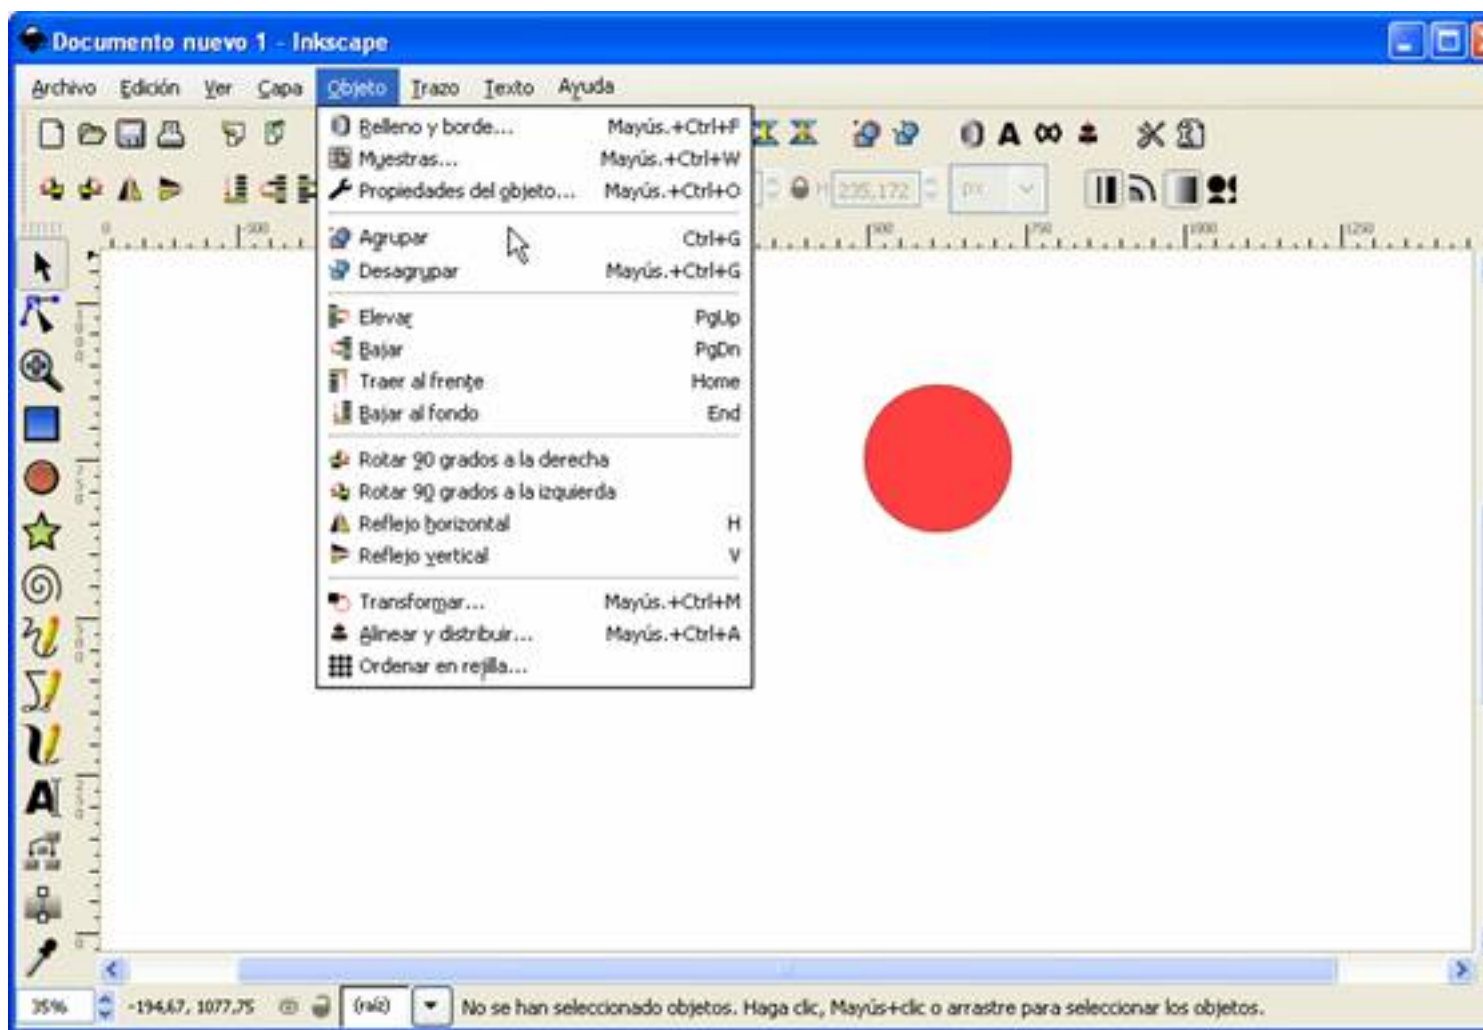 Documento nuevo 1 - Inkscape
Archivo Edición Ver Capa Objeto Trazo Texto Ayuda
Relleno y borde... Mayús.+Ctrl+F
Muestras... Mayús.+Ctrl+W
Propiedades del objeto... Mayús.+Ctrl+O
H 235,172 px
Agrupar Ctrl+G
Desagrupar Mayús.+Ctrl+G
Elevar PgUp
Bajar PgDn
Traer al frente Home
Bajar al fondo End
Rotar 90 grados a la derecha
Rotar 90 grados a la izquierda
Reflejo horizontal H
Reflejo vertical V
Transformar... Mayús.+Ctrl+M
Alinear y distribuir... Mayús.+Ctrl+A
Ordenar en rejilla...
35% -194,67, 1077,75 (raíz) No se han seleccionado objetos. Haga clic, Mayús+clic o arrastre para seleccionar los objetos.